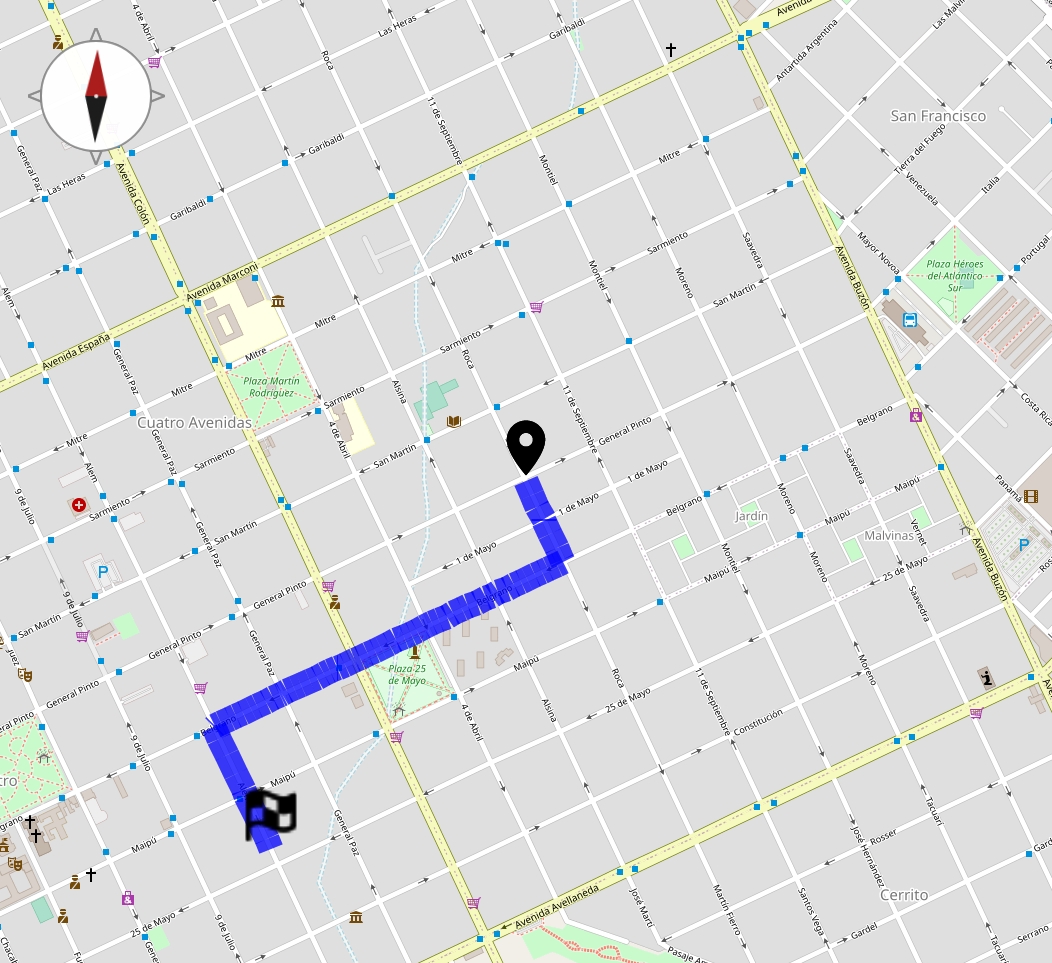 4 de Abril
Las Heras
Garibaldi
Avenida
Las Malvi
Roca
Antártida Argentina
San Francisco
General Paz
11 de Septiembre
Garibaldi
Montiel
Mitre
Tierra del Fuego
Venezuela
Italia
Las Heras
Avenida Colón
Garibaldi
Mitre
Sarmiento
Saavedra
Mayor Novoa
Portugal
Montiel
Moreno
San Martín
Avenida Buzón
Plaza Héroes
del Atlántico
Sur
Avenida Marconi
Alem
Mitre
Sarmiento
Roca
Avenida España
Mitre
General Paz
Mitre
Plaza Martín
Rodríguez
Alsina
Sarmiento
11 de Septiembre
Costa Rica
Cuatro Avenidas
4 de Abril
General Pinto
Belgrano
Mitre
Sarmiento
San Martín
1 de Mayo
Saavedra
Alem
9 de Julio
Sarmiento
1 de Mayo
Belgrano
Moreno
Maipú
Panamá
P
Jardín
Maipú
Vernet
Malvinas
P
San Martín
General Paz
1 de Mayo
Montiel
Moreno
25 de Mayo
Avenida Buzón
General Pinto
Maipú
Belgrano
Saavedra
9 de Julio
San Martín
General Pinto
General Paz
Plaza 25
de Mayo
Maipú
Roca
Moreno
General Pinto
Alsina
11 de Septiembre
25 de Mayo
4 de Abril
Constitución
Belgrano
9 de Julio
Maipú
tro
General Paz
Tacuarí
José Hernández
Rosser
Maipú
Avenida Avellaneda
José Martí
Martín Fierro
Santos Vega
Cerrito
25 de Mayo
9 de Julio
Gardel
Pasaje
Tacuarí